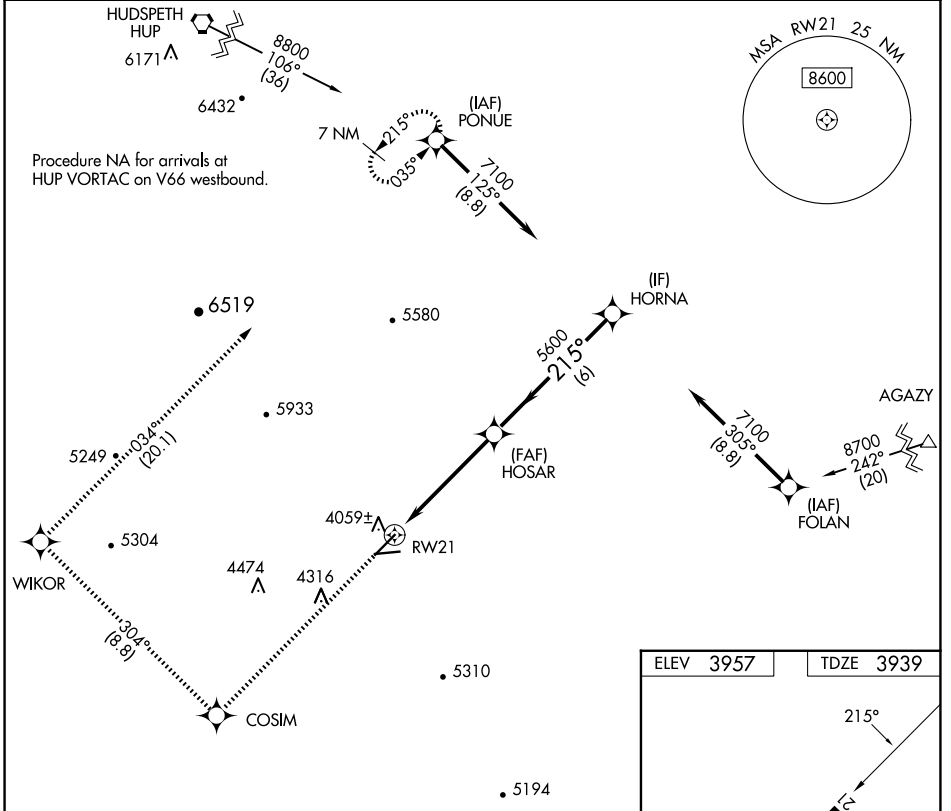 HUDSPETH
HUP
6171
8800
106°
(36)
MSA RW21 25 NM
8600
6432
(IAF)
PONUE
7 NM
215°
035°
Procedure NA for arrivals at
HUP VORTAC on V66 westbound.
7100
125°
(8.8)
(IF)
HORNA
6519
5580
5600
215°
(6)
AGAZY
5933
7100
305°
(8.8)
8700
242°
(20)
5249
034°
(20.1)
(FAF)
HOSAR
(IAF)
FOLAN
4059±
RW21
5304
WIKOR
4474
4316
304°
(8.8)
5310
COSIM
5194
ELEV 3957
TDZE 3939
215°
21